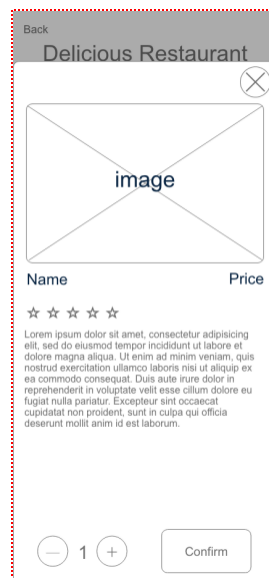 Back
Delicious Restaurant
image
Name Price
Lorem ipsum dolor sit amet, consectetur adipisicing
elit, sed do eiusmod tempor incididunt ut labore et
dolore magna aliqua. Ut enim ad minim veniam, quis
nostrud exercitation ullamco laboris nisi ut aliquip ex
ea commodo consequat. Duis aute irure dolor in
reprehenderit in voluptate velit esse cillum dolore eu
fugiat nulla pariatur. Excepteur sint occaecat
cupidatat non proident, sunt in culpa qui officia
deserunt mollit anim id est laborum.
— 1 + Confirm